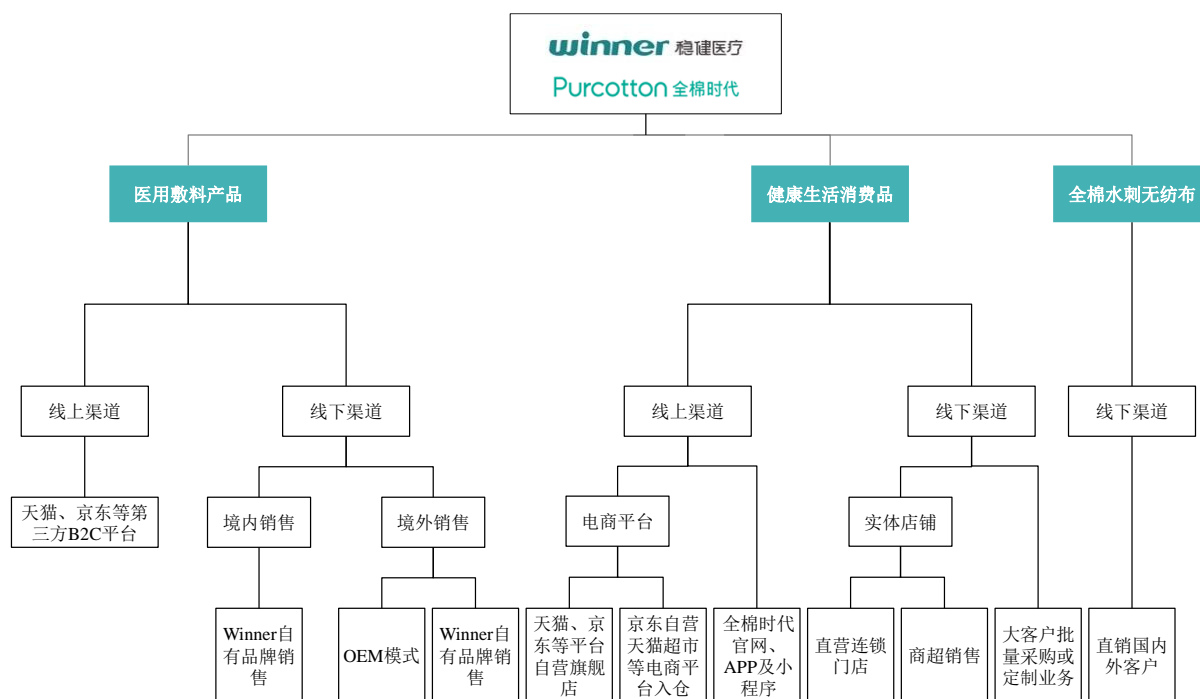 winner 稳健医疗
Purcotton 全棉时代
医用敷料产品
健康生活消费品
全棉水刺无纺布
线上渠道
线下渠道
线上渠道
线下渠道
线下渠道
天猫、京东等第
三方B2C平台
境内销售
境外销售
电商平台
实体店铺
Winner自
有品牌销
售
OEM模式
Winner自
有品牌销
售
天猫、京
东等平台
自营旗舰
店
京东自营
天猫超市
等电商平
台入仓
全棉时代
官网、
APP及小
程序
直营连锁
门店
商超销售
大客户批
量采购或
定制业务
直销国内
外客户